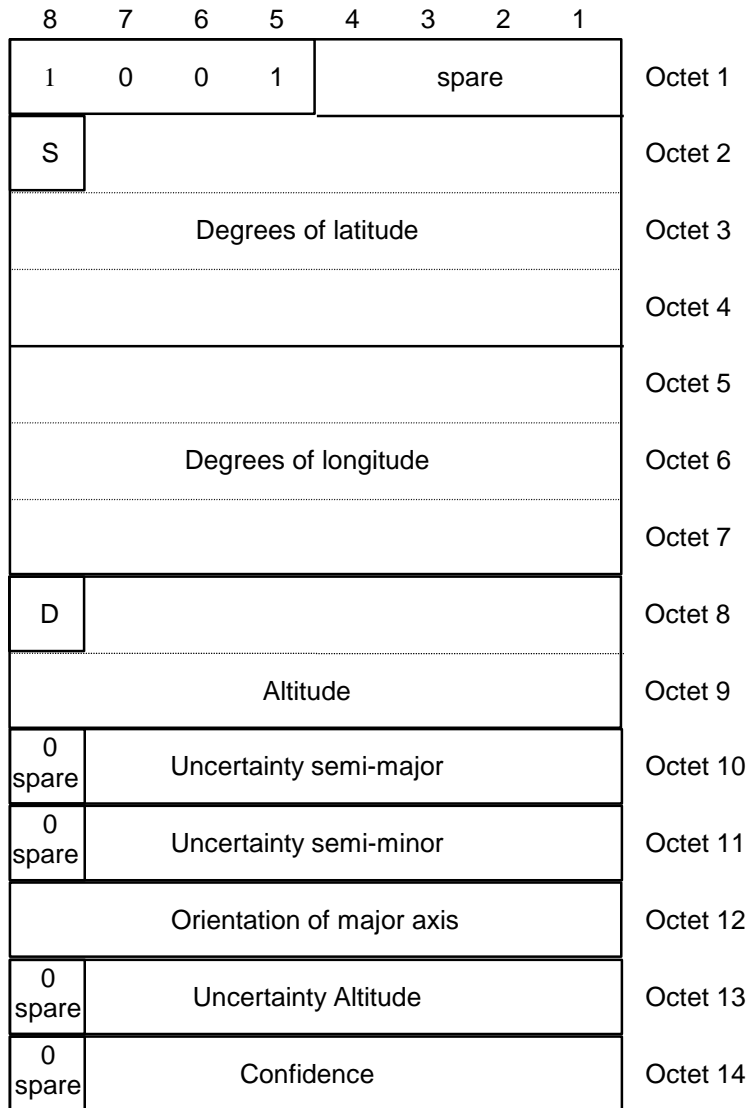 8 7 6 5 4 3 2 1
1 0 0 1 spare Octet 1
S Octet 2
Degrees of latitude Octet 3
Octet 4
Octet 5
Degrees of longitude Octet 6
Octet 7
D Octet 8
Altitude Octet 9
0
spare Uncertainty semi-major Octet 10
0
spare Uncertainty semi-minor Octet 11
Orientation of major axis Octet 12
0
spare Uncertainty Altitude Octet 13
0
spare Confidence Octet 14